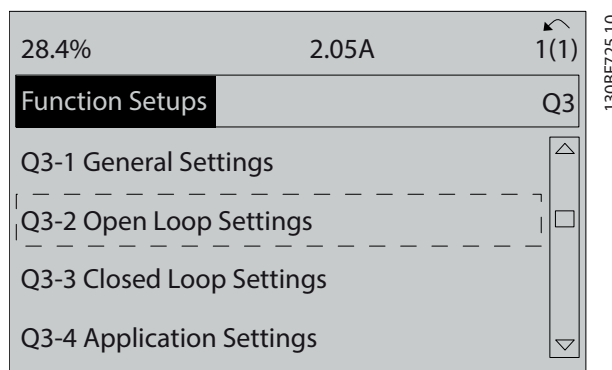 28.4% 2.05A 1(1)
Function Setups Q3
Q3-1 General Settings
Q3-2 Open Loop Settings
Q3-3 Closed Loop Settings
Q3-4 Application Settings
130BF725.10